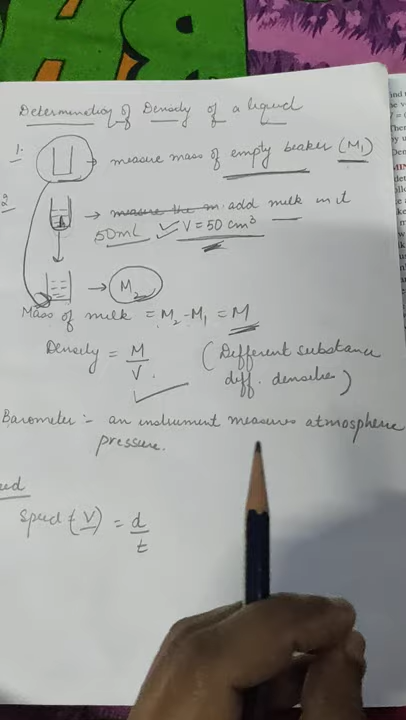 Determination of Density of a liquid
1. measure mass of empty beaker (M₁)
2 → measure the m add milk in it
50mL ✓ V = 50 cm³
→ M₂
Mass of milk = M₂-M₁ = M
Density = M/V (Different substance
diff. densities)
Barometer :- an instrument measures atmosphere
pressure.
Speed (V) = d/t